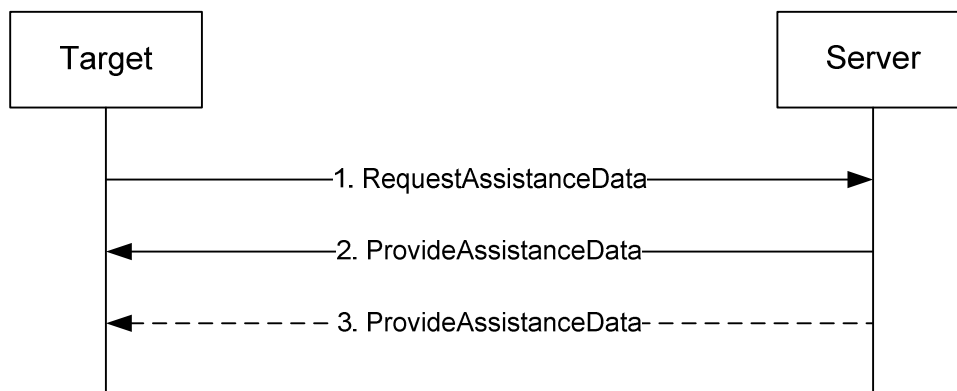 Target
Server
1. RequestAssistanceData
2. ProvideAssistanceData
3. ProvideAssistanceData